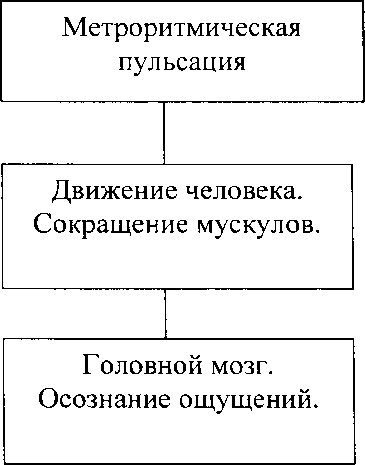 Метроритмическая
пульсация
Движение человека.
Сокращение мускулов.
Головной мозг.
Осознание ощущений.